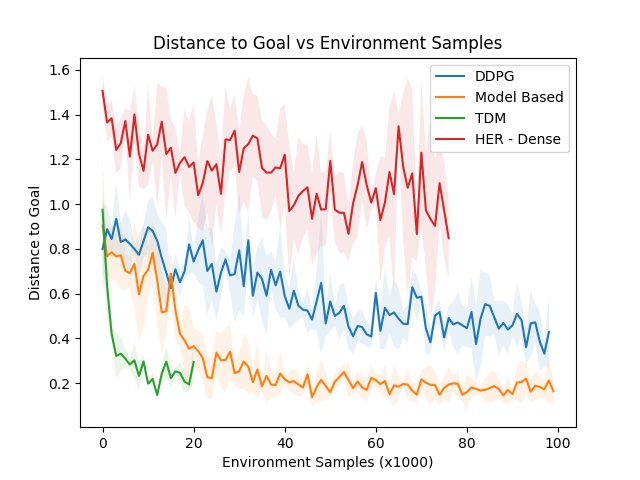 Distance to Goal vs Environment Samples
DDPG
Model Based
TDM
HER - Dense
1.6
1.4
1.2
1.0
0.8
0.6
0.4
0.2
Distance to Goal
0 20 40 60 80 100
Environment Samples (x1000)